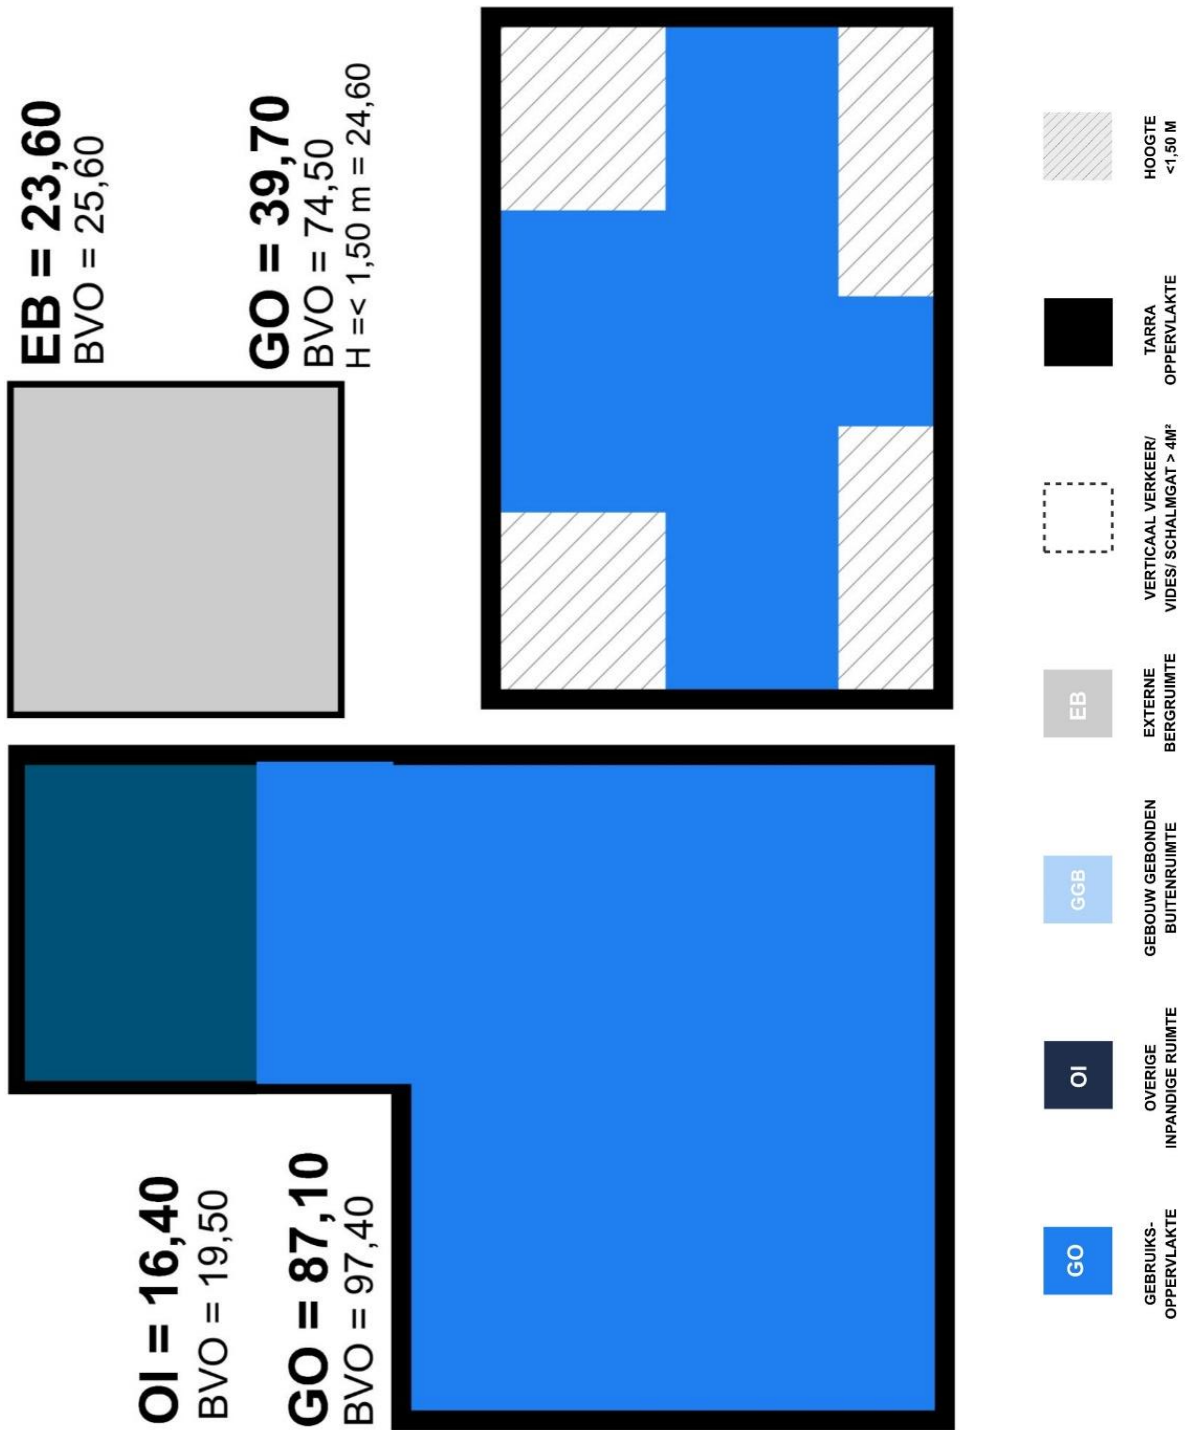 OI = 16,40
BVO = 19,50
GO = 87,10
BVO = 97,40
EB = 23,60
BVO = 25,60
GO = 39,70
BVO = 74,50
H =< 1,50 m = 24,60
GO
GEBRUIKS-
OPPERVLAKTE
OI
OVERIGE
INPANDIGE RUIMTE
GGB
GEBOUW GEBONDEN
BUITENRUIMTE
EB
EXTERNE
BERGRUIMTE
VERTICAAL VERKEER/
VIDES/ SCHALMGAT > 4M²
TARRA
OPPERVLAKTE
HOOGTE
<1,50 M